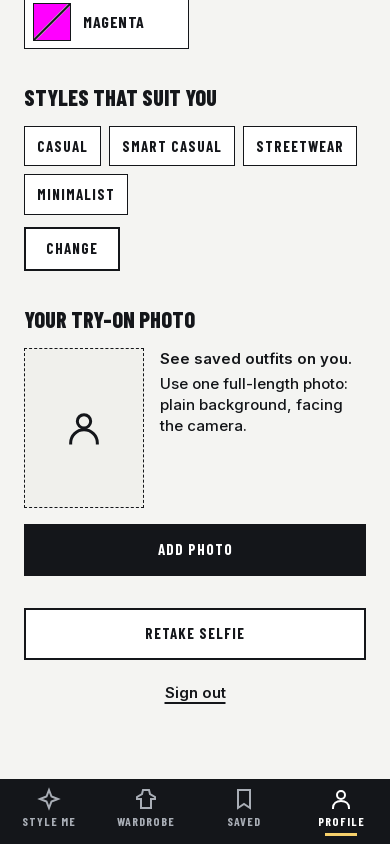 MAGENTA
STYLES THAT SUIT YOU
CASUAL
SMART CASUAL
STREETWEAR
MINIMALIST
CHANGE
YOUR TRY-ON PHOTO
See saved outfits on you.
Use one full-length photo:
plain background, facing
the camera.
ADD PHOTO
RETAKE SELFIE
Sign out
STYLE ME
WARDROBE
SAVED
PROFILE